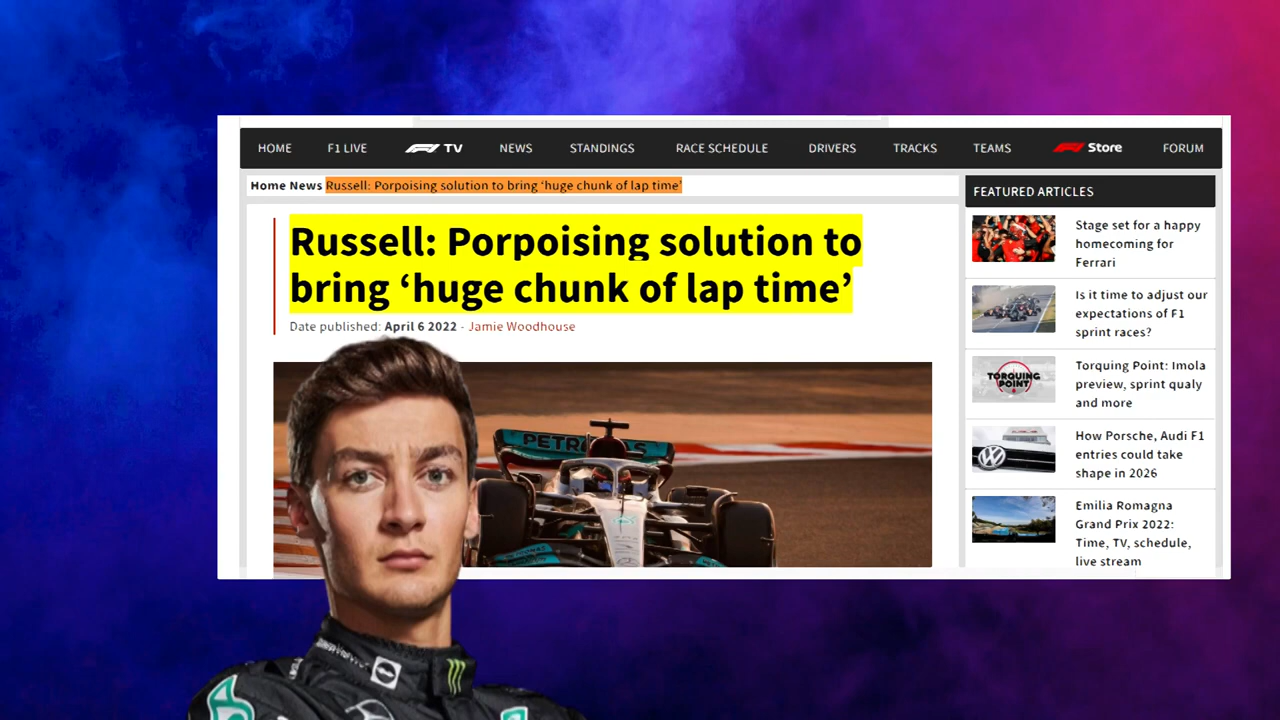 HOME F1 LIVE F1 TV NEWS STANDINGS RACE SCHEDULE DRIVERS TRACKS TEAMS F1 Store FORUM
Home News Russell: Porpoising solution to bring ‘huge chunk of lap time’
Russell: Porpoising solution to
bring ‘huge chunk of lap time’
Date published: April 6 2022 - Jamie Woodhouse
PETRONAS
FEATURED ARTICLES
Stage set for a happy
homecoming for
Ferrari
Is it time to adjust our
expectations of F1
sprint races?
TORQUING
POINT
Torquing Point: Imola
preview, sprint qualy
and more
How Porsche, Audi F1
entries could take
shape in 2026
Emilia Romagna
Grand Prix 2022:
Time, TV, schedule,
live stream